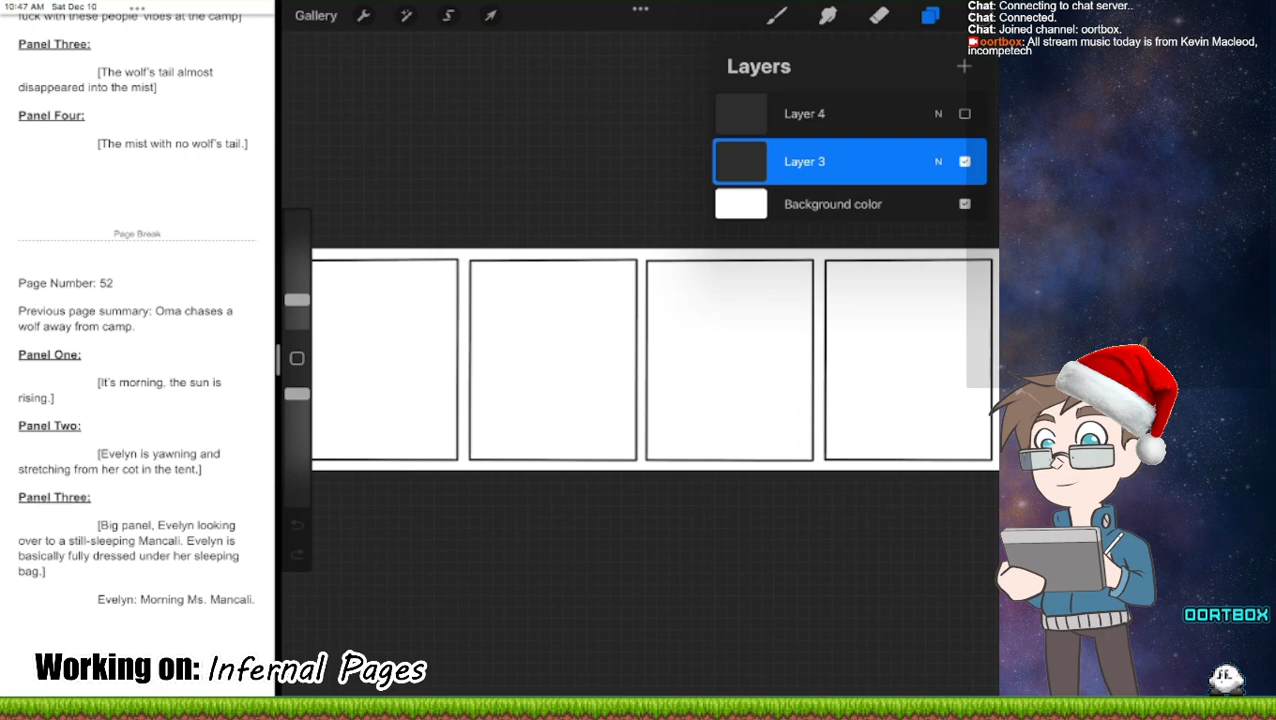 10:47 AM Sat Dec 10
fuck with these people' vibes at the camp]
Panel Three:
[The wolf's tail almost
disappeared into the mist]
Panel Four:
[The mist with no wolf's tail.]
Page Break
Page Number: 52
Previous page summary: Oma chases a
wolf away from camp.
Panel One:
[It's morning, the sun is
rising.]
Panel Two:
[Evelyn is yawning and
stretching from her cot in the tent.]
Panel Three:
[Big panel, Evelyn looking
over to a still-sleeping Mancali. Evelyn is
basically fully dressed under her sleeping
bag.]
Evelyn: Morning Ms. Mancali.
Working on: Infernal Pages
Gallery
Layers
Layer 4 N
Layer 3 N
Background color
Chat: Connecting to chat server..
Chat: Connected.
Chat: Joined channel: oortbox.
oortbox: All stream music today is from Kevin Macleod,
incompetech
OORTBOX